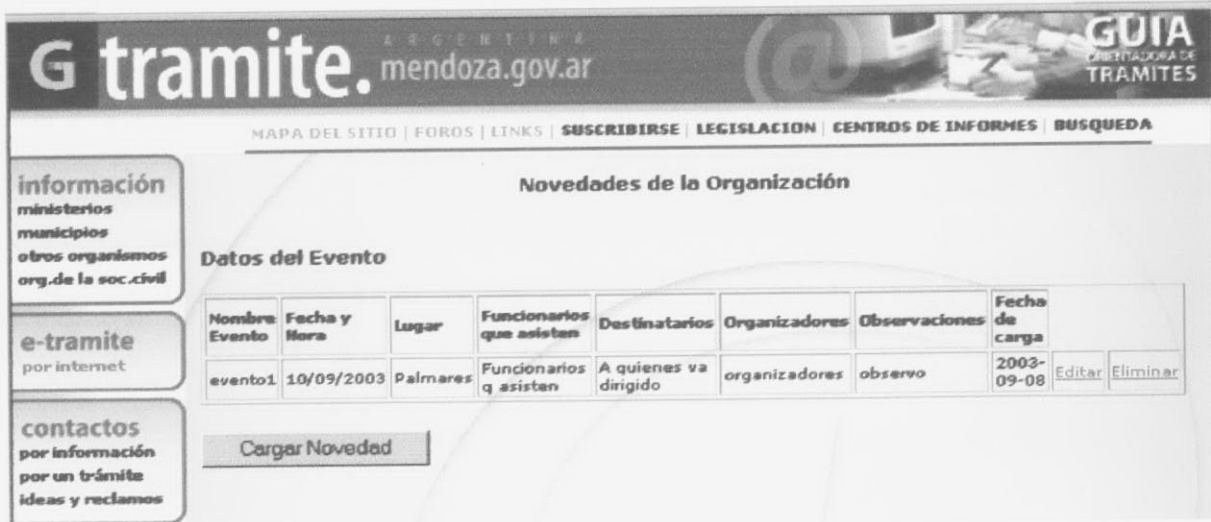 G tramite. ARGENTINA mendoza.gov.ar
GUIA
ORIENTADORA DE
TRAMITES
MAPA DEL SITIO | FOROS | LINKS | SUSCRIBIRSE | LEGISLACION | CENTROS DE INFORMES | BUSQUEDA
información
ministerios
municipios
otros organismos
org.de la soc.civil
e-tramite
por internet
contactos
por información
por un trámite
ideas y reclamos
Novedades de la Organización
Datos del Evento
Nombre Evento Fecha y Hora Lugar Funcionarios que asisten Destinatarios Organizadores Observaciones Fecha de carga
evento1 10/09/2003 Palmares Funcionarios q asisten A quienes va dirigido organizadores observo 2003-09-08 Editar Eliminar
Cargar Novedad